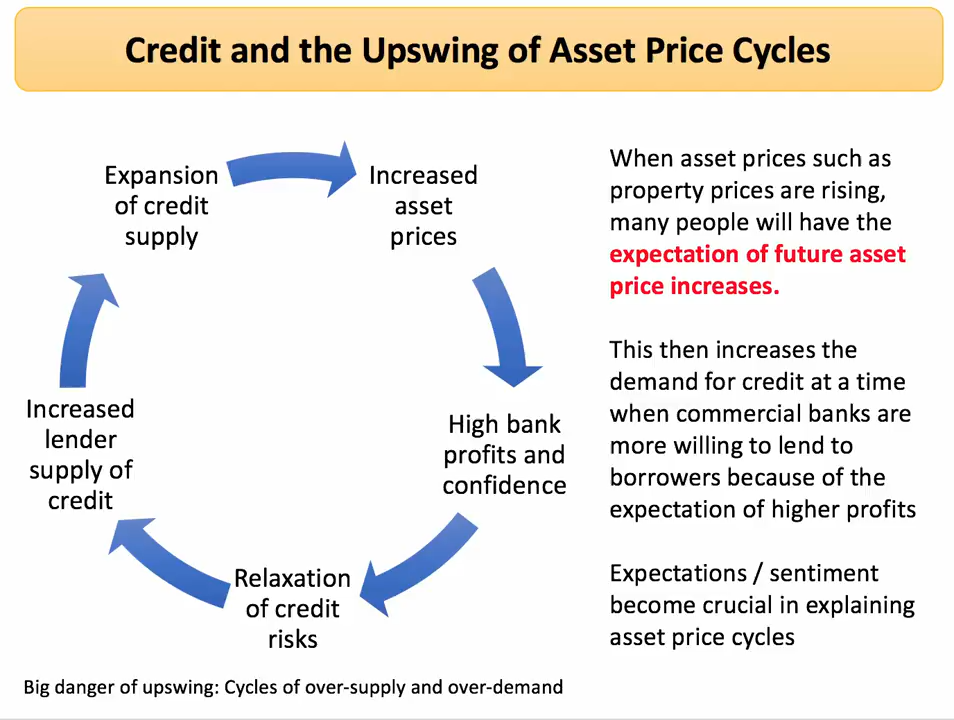 Credit and the Upswing of Asset Price Cycles
Expansion
of credit
supply
Increased
asset
prices
High bank
profits and
confidence
Relaxation
of credit
risks
Increased
lender
supply of
credit
When asset prices such as
property prices are rising,
many people will have the
expectation of future asset
price increases.
This then increases the
demand for credit at a time
when commercial banks are
more willing to lend to
borrowers because of the
expectation of higher profits
Expectations / sentiment
become crucial in explaining
asset price cycles
Big danger of upswing: Cycles of over-supply and over-demand